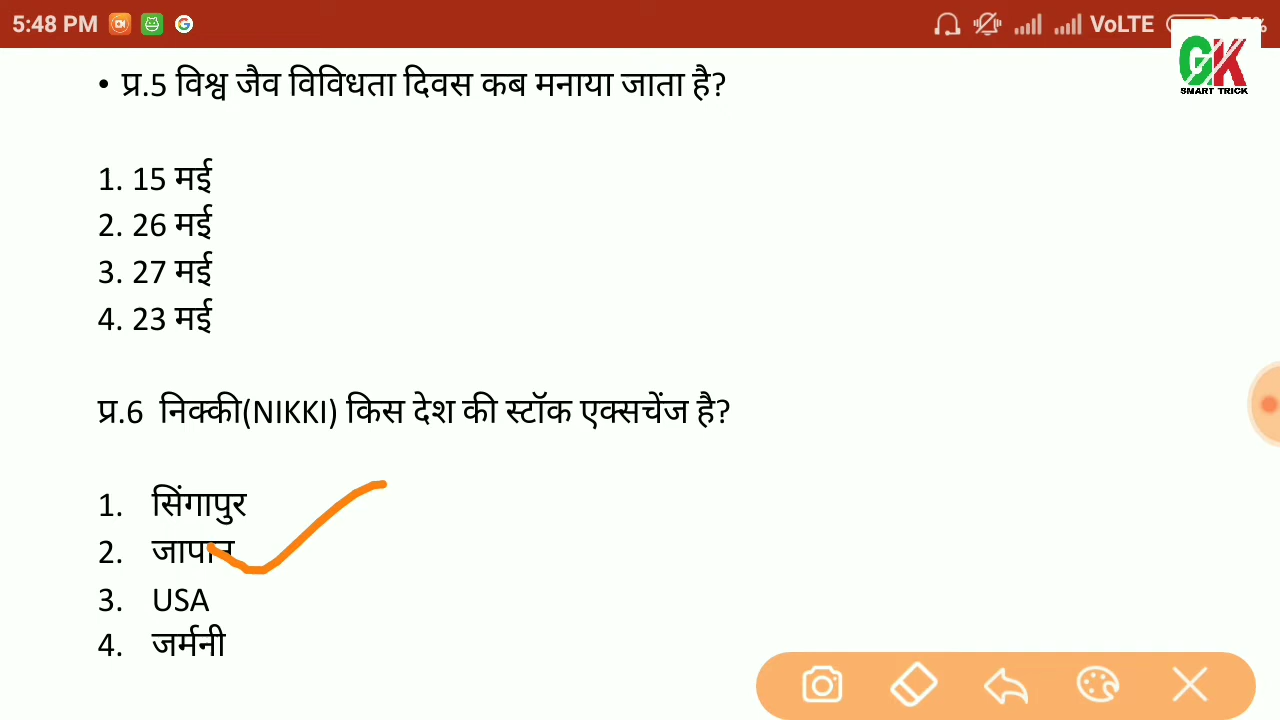 5:48 PM VoLTE
GK
SMART TRICK
• प्र.5 विश्व जैव विविधता दिवस कब मनाया जाता है?
1. 15 मई
2. 26 मई
3. 27 मई
4. 23 मई
प्र.6 निक्की(NIKKI) किस देश की स्टॉक एक्सचेंज है?
1. सिंगापुर
2. जापान
3. USA
4. जर्मनी